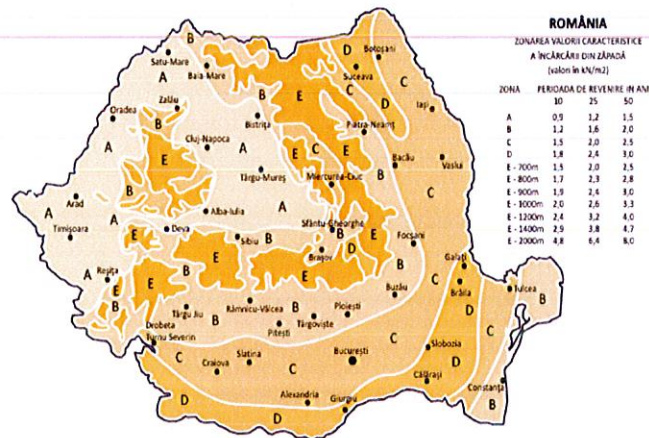 ROMÂNIA
ZONAREA VALORII CARACTERISTICE
A ÎNCĂRCĂRII DIN ZĂPADĂ
(valori în kN/m2)
ZONA PERIOADA DE REVENIRE IN ANI
10 25 50
A 0,9 1,2 1,5
B 1,2 1,6 2,0
C 1,5 2,0 2,5
D 1,8 2,4 3,0
E - 700m 1,5 2,0 2,5
E - 800m 1,7 2,3 2,8
E - 900m 1,9 2,4 3,0
E - 1000m 2,0 2,6 3,3
E - 1200m 2,4 3,2 4,0
E - 1400m 2,9 3,8 4,7
E - 2000m 4,8 6,4 8,0
B D Botoșani
Satu-Mare A Baia-Mare Suceava C
A B E C D
Oradea Zalău B Iași
A B Bistrița Piatra-Neamț
E Cluj-Napoca A E C E Bacău Vaslui
Târgu-Mureș Miercurea-Ciuc B C
Arad A B
A Alba-Iulia A E
Timișoara Deva B Sfântu-Gheorghe Focșani
E Sibiu B E
A Reșița B E E Brașov D B Galați
E E B C Tulcea
B Târgu Jiu Râmnicu-Vâlcea B Ploiești Buzău Brăila B
B Pitești Târgoviște D C
Drobeta
Turnu Severin
C Slatina C București Slobozia D
Craiova Călărași C Constanța
D Alexandria Giurgiu B
D D